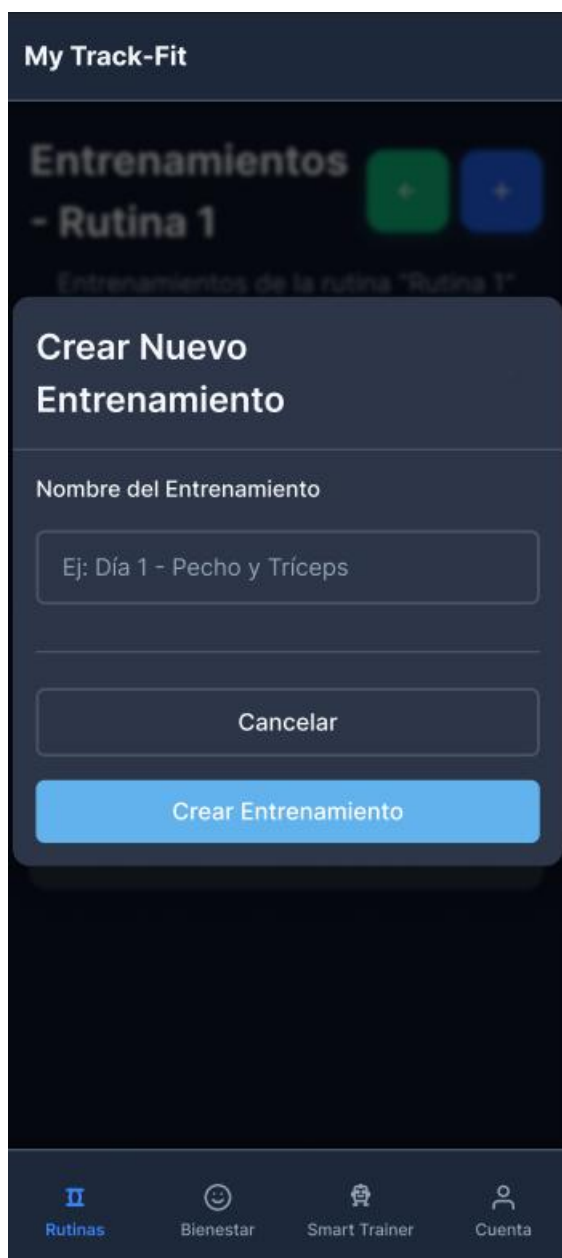 My Track-Fit
Entrenamientos
- Rutina 1
Entrenamientos de la rutina "Rutina 1"
Crear Nuevo
Entrenamiento
Nombre del Entrenamiento
Ej: Día 1 - Pecho y Tríceps
Cancelar
Crear Entrenamiento
Rutinas
Bienestar
Smart Trainer
Cuenta